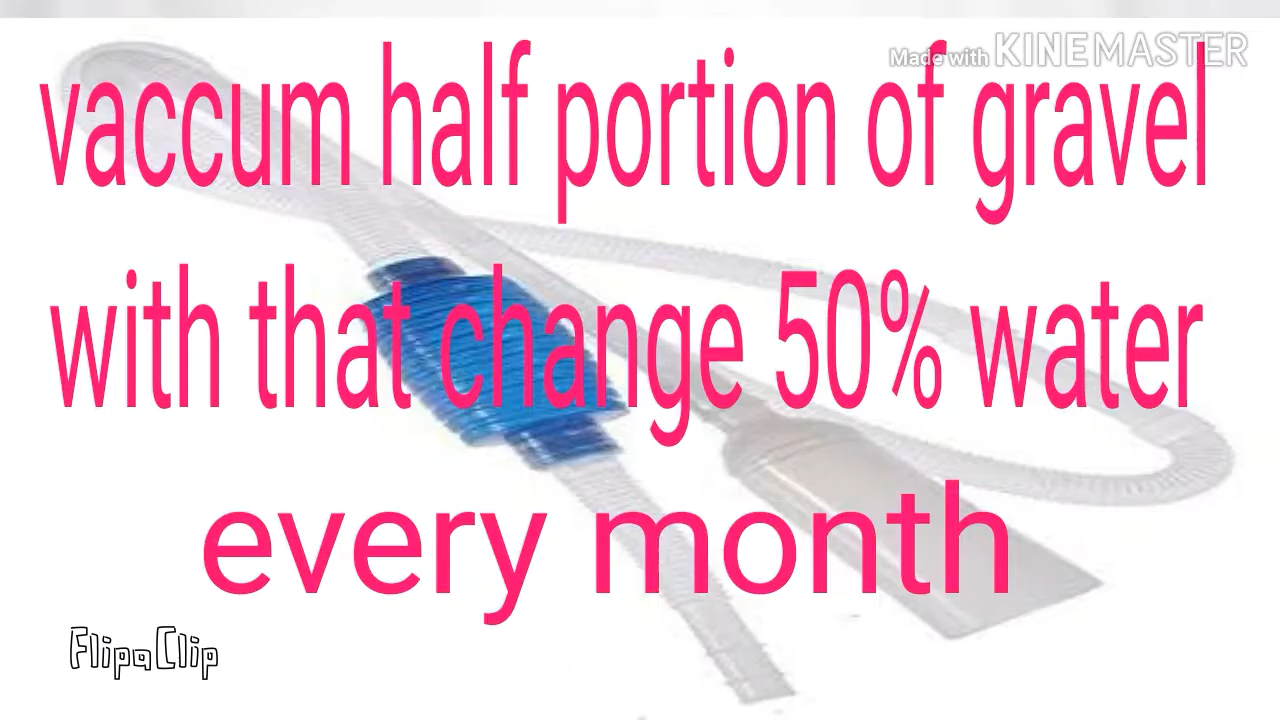 Made with KINEMASTER
vaccum half portion of gravel
with that change 50% water
every month
FlipaClip